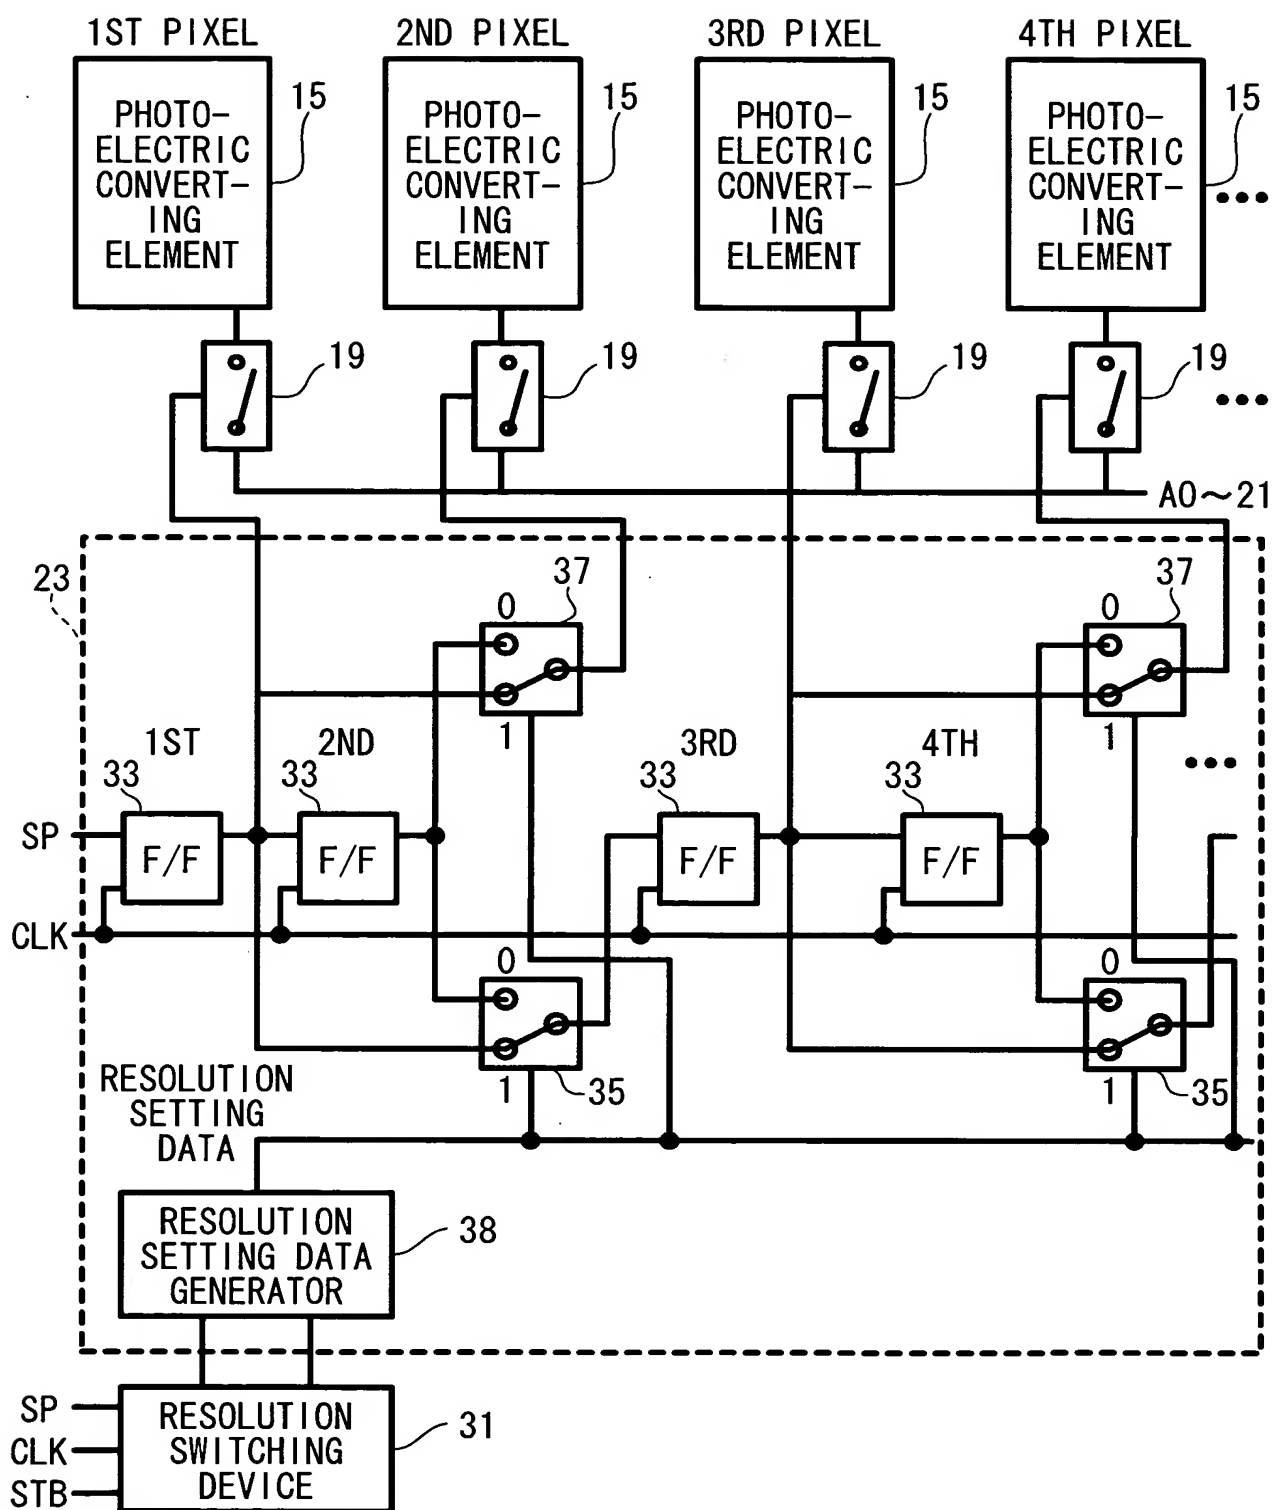 1ST PIXEL
2ND PIXEL
3RD PIXEL
4TH PIXEL
PHOTO-
ELECTRIC
CONVERT-
ING
ELEMENT
15
PHOTO-
ELECTRIC
CONVERT-
ING
ELEMENT
15
PHOTO-
ELECTRIC
CONVERT-
ING
ELEMENT
15
PHOTO-
ELECTRIC
CONVERT-
ING
ELEMENT
15
19
19
19
19
AO~21
23
37
37
0
0
1
1
1ST
2ND
3RD
4TH
33
33
33
33
SP
F/F
F/F
F/F
F/F
CLK
0
0
1
35
1
35
RESOLUTION
SETTING
DATA
RESOLUTION
SETTING DATA
GENERATOR
38
SP
CLK
STB
RESOLUTION
SWITCHING
DEVICE
31